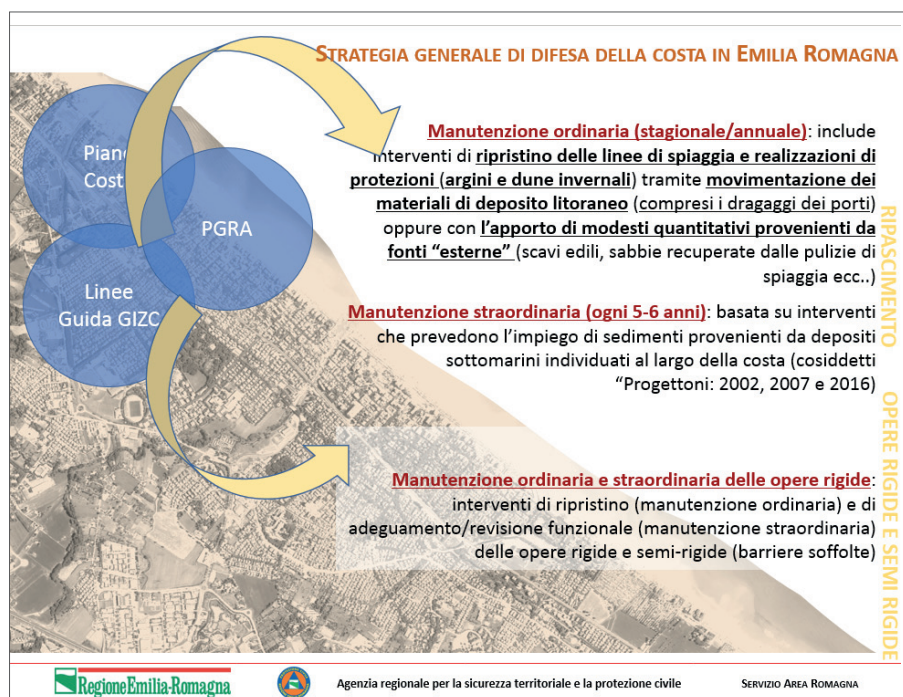 STRATEGIA GENERALE DI DIFESA DELLA COSTA IN EMILIA ROMAGNA
Piano
Cost
PGRA
Linee
Guida GIZC
Manutenzione ordinaria (stagionale/annuale): include
interventi di ripristino delle linee di spiaggia e realizzazioni di
protezioni (argini e dune invernali) tramite movimentazione dei
materiali di deposito litoraneo (compresi i dragaggi dei porti)
oppure con l'apporto di modesti quantitativi provenienti da
fonti "esterne" (scavi edili, sabbie recuperate dalle pulizie di
spiaggia ecc..)
Manutenzione straordinaria (ogni 5-6 anni): basata su interventi
che prevedono l'impiego di sedimenti provenienti da depositi
sottomarini individuati al largo della costa (cosiddetti
"Progettoni: 2002, 2007 e 2016)
RIPASCIMENTO
Manutenzione ordinaria e straordinaria delle opere rigide:
interventi di ripristino (manutenzione ordinaria) e di
adeguamento/revisione funzionale (manutenzione straordinaria)
delle opere rigide e semi-rigide (barriere soffolte)
OPERE RIGIDE E SEMI RIGIDE
RegioneEmilia-Romagna
Agenzia regionale per la sicurezza territoriale e la protezione civile
SERVIZIO AREA ROMAGNA